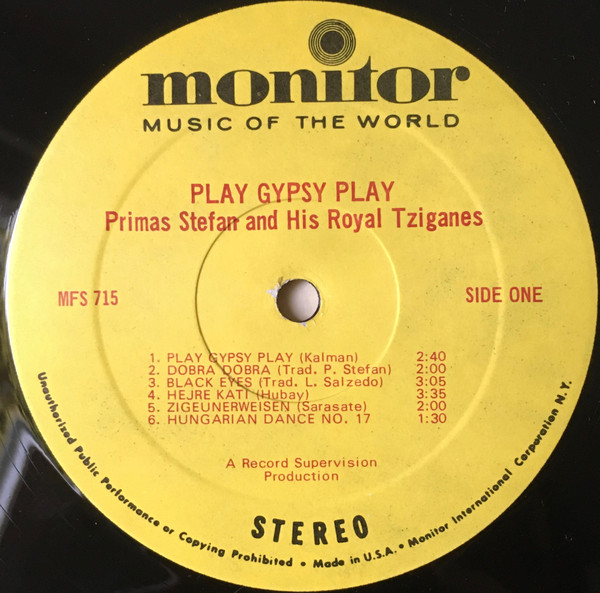 monitor
MUSIC OF THE WORLD
PLAY GYPSY PLAY
Primas Stefan and His Royal Tziganes
MFS 715
SIDE ONE
1. PLAY GYPSY PLAY (Kalman) 2:40
2. DOBRA DOBRA (Trad. P. Stefan) 2:00
3. BLACK EYES (Trad. L. Salzedo) 3:05
4. HEJRE KATI (Hubay) 3:35
5. ZIGEUNERWEISEN (Sarasate) 2:00
6. HUNGARIAN DANCE NO. 17 1:30
A Record Supervision
Production
STEREO
Unauthorized Public Performance or Copying Prohibited • Made in U.S.A. • Monitor International Corporation N.Y.